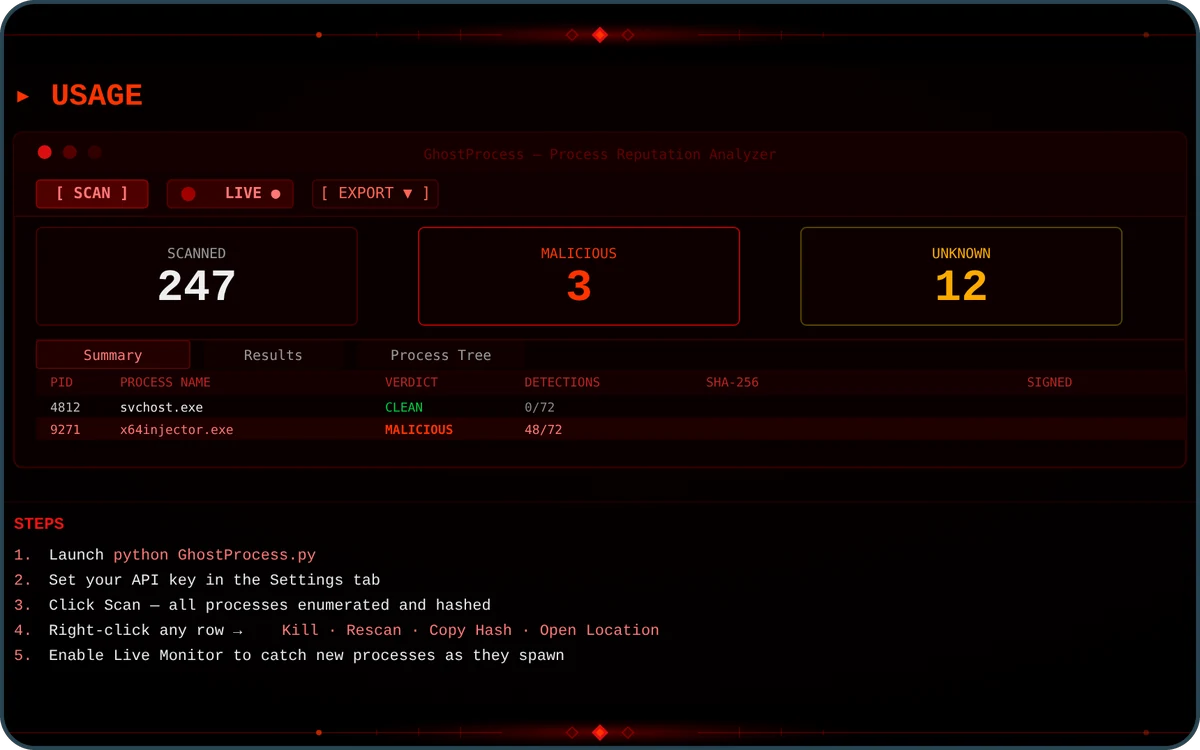 ▶ USAGE
GhostProcess — Process Reputation Analyzer
[ SCAN ] LIVE ● [ EXPORT ▼ ]
SCANNED MALICIOUS UNKNOWN
247 3 12
Summary Results Process Tree
PID PROCESS NAME VERDICT DETECTIONS SHA-256 SIGNED
4812 svchost.exe CLEAN 0/72
9271 x64injector.exe MALICIOUS 48/72
STEPS
1. Launch python GhostProcess.py
2. Set your API key in the Settings tab
3. Click Scan — all processes enumerated and hashed
4. Right-click any row → Kill · Rescan · Copy Hash · Open Location
5. Enable Live Monitor to catch new processes as they spawn